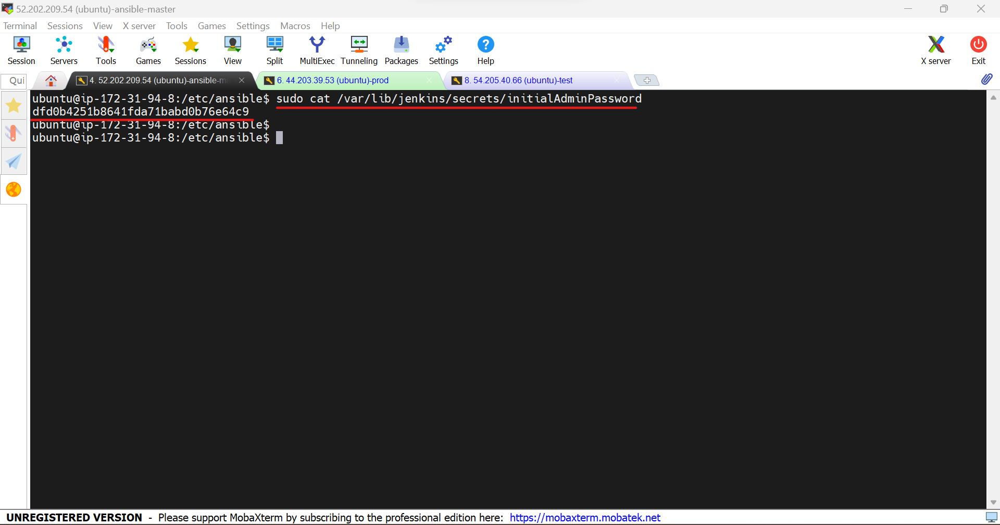 52.202.209.54 (ubuntu)-ansible-master
Terminal Sessions View X server Tools Games Settings Macros Help
Session Servers Tools Games Sessions View Split MultiExec Tunneling Packages Settings Help X server Exit
Qui 4. 52.202.209.54 (ubuntu)-ansible-ma 6. 44.203.39.53 (ubuntu)-prod 8. 54.205.40.66 (ubuntu)-test
ubuntu@ip-172-31-94-8:/etc/ansible$ sudo cat /var/lib/jenkins/secrets/initialAdminPassword
dfd0b4251b8641fda71babd0b76e64c9
ubuntu@ip-172-31-94-8:/etc/ansible$
ubuntu@ip-172-31-94-8:/etc/ansible$
UNREGISTERED VERSION - Please support MobaXterm by subscribing to the professional edition here: https://mobaxterm.mobatek.net